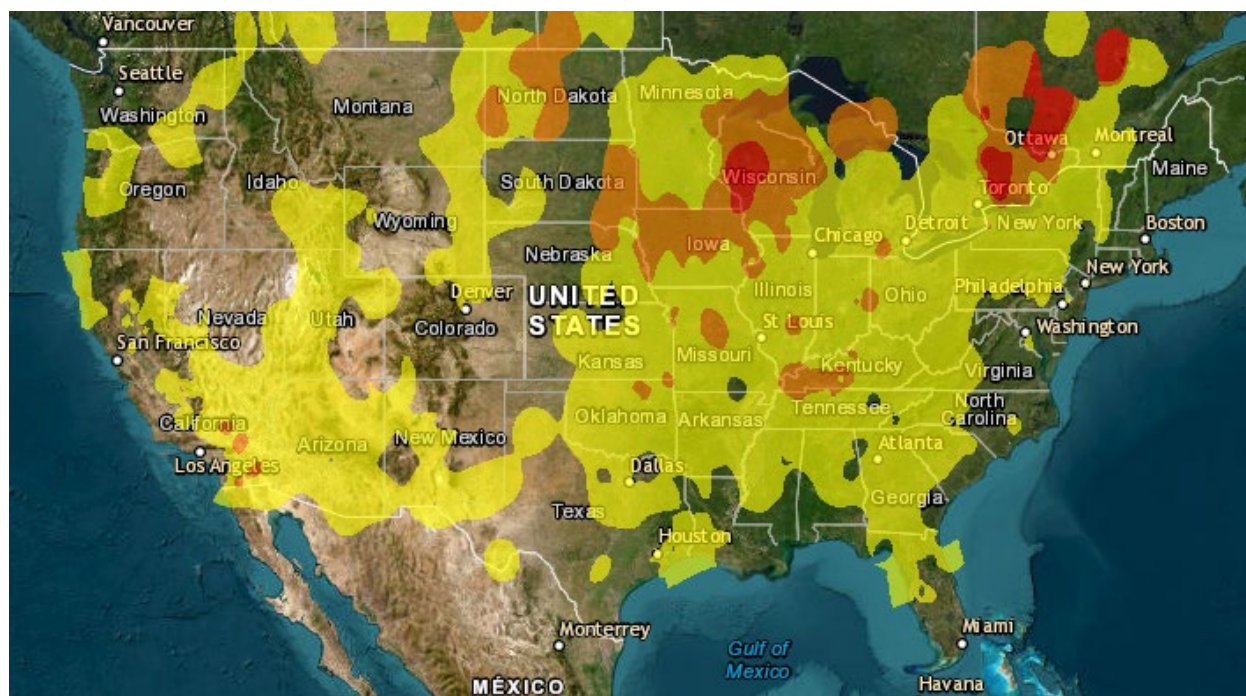 Vancouver
Seattle
Washington
Montana
North Dakota
Minnesota
Ottawa
Montreal
Maine
Oregon
Idaho
Wyoming
South Dakota
Wisconsin
Toronto
New York
Boston
Detroit
Chicago
Iowa
Nebraska
New York
Philadelphia
Denver
UNITED
STATES
Illinois
Ohio
Nevada
Utah
Colorado
St Louis
Washington
San Francisco
Kansas
Missouri
Kentucky
Virginia
California
Arizona
New Mexico
Oklahoma
Arkansas
Tennessee
North
Carolina
Los Angeles
Dallas
Atlanta
Texas
Georgia
Houston
Monterrey
Gulf of
Mexico
Miami
MÉXICO
Havana